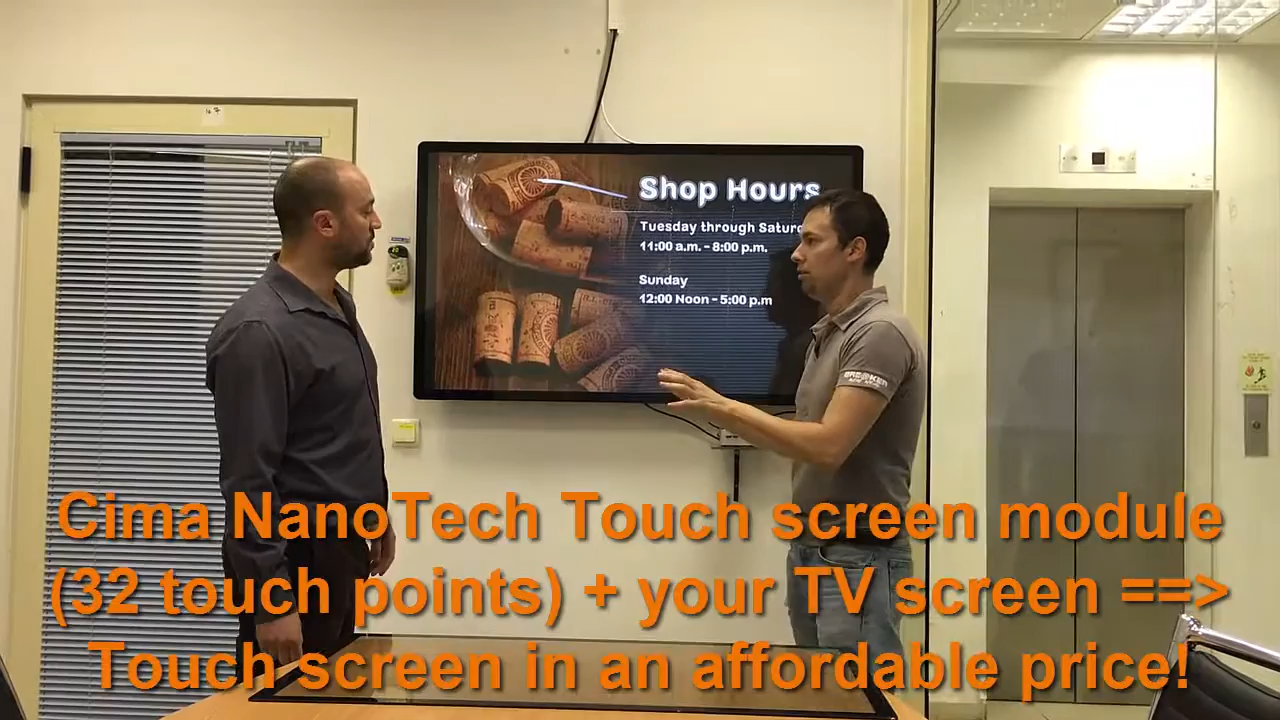 Shop Hours
Tuesday through
11:00 a.m. - 8:00 p.m.
Sunday
12:00 Noon - 5:00 p.m
BREAKER
Cima NanoTech Touch screen module
(32 touch points) + your TV screen ==>
Touch screen in an affordable price!